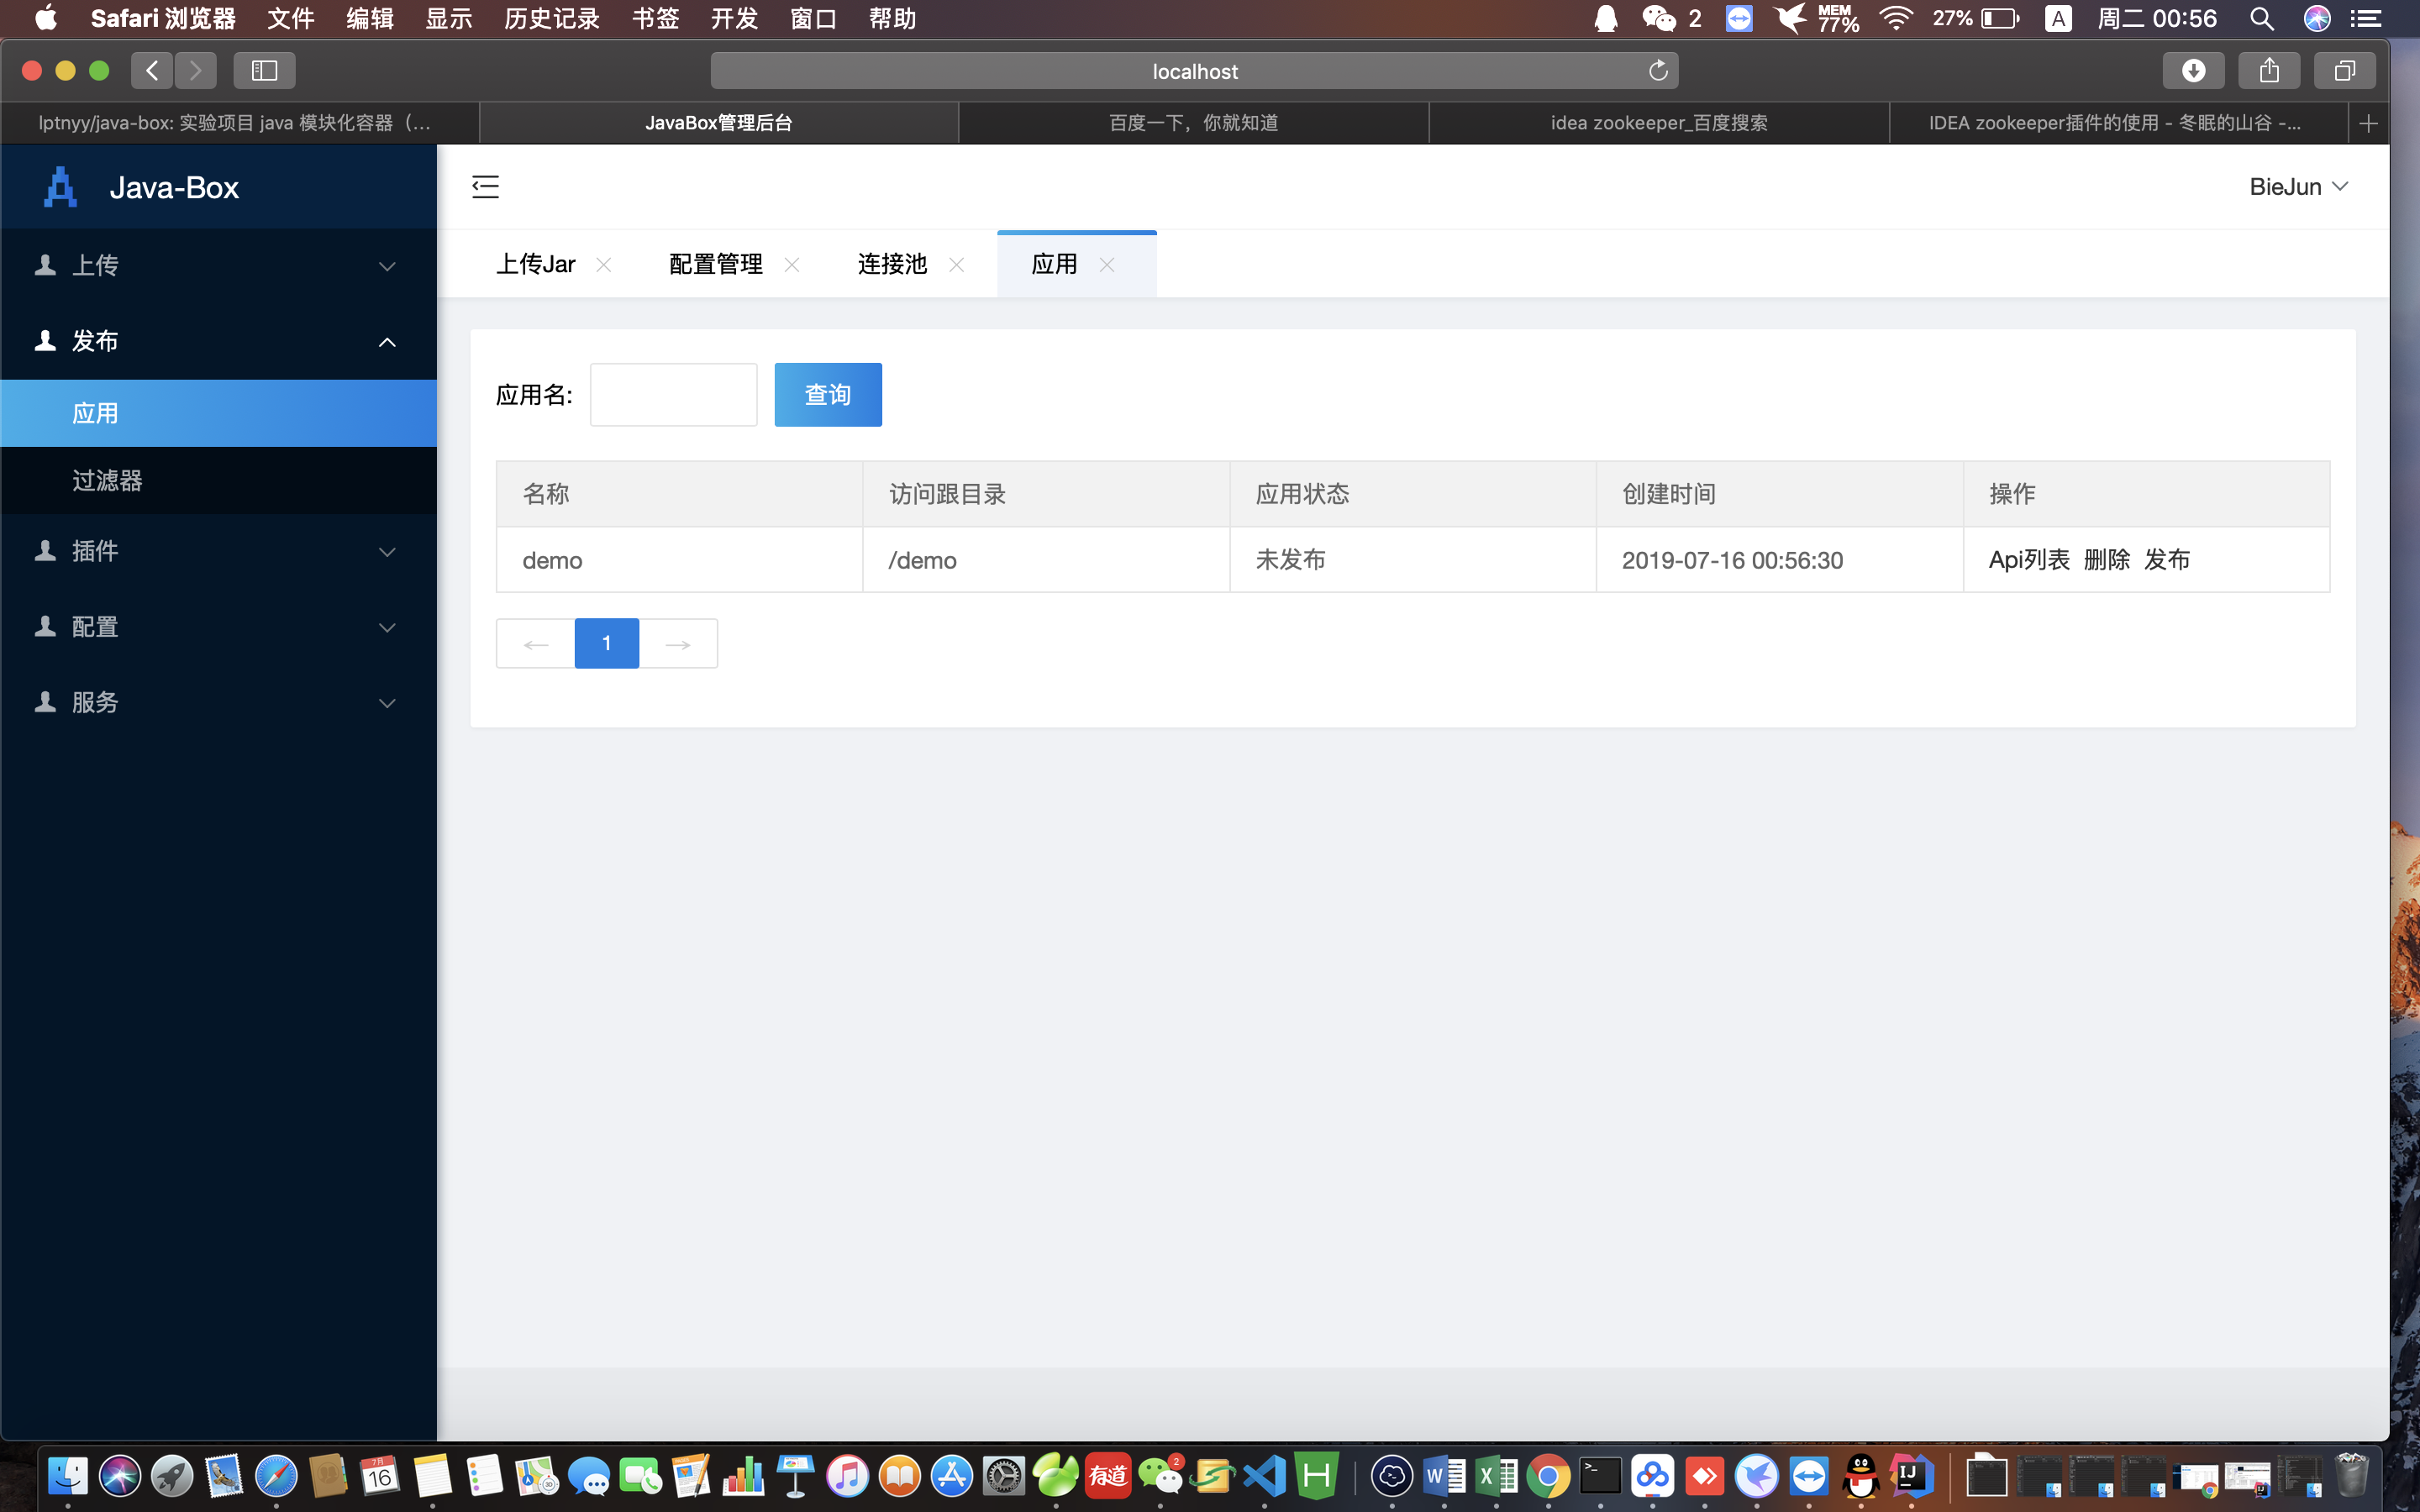 Safari 浏览器 文件 编辑 显示 历史记录 书签 开发 窗口 帮助 2 MEM 77% 27% A 周二 00:56
localhost
lptnyy/java-box: 实验项目 java 模块化容器（... JavaBox管理后台 百度一下，你就知道 idea zookeeper_百度搜索 IDEA zookeeper插件的使用 - 冬眠的山谷 -...
Java-Box
BieJun
上传
发布
应用
过滤器
插件
配置
服务
上传Jar 配置管理 连接池 应用
应用名: 查询
名称 访问跟目录 应用状态 创建时间 操作
demo /demo 未发布 2019-07-16 00:56:30 Api列表 删除 发布
← 1 →
7月 16 有道 2 H W X >_ IJ